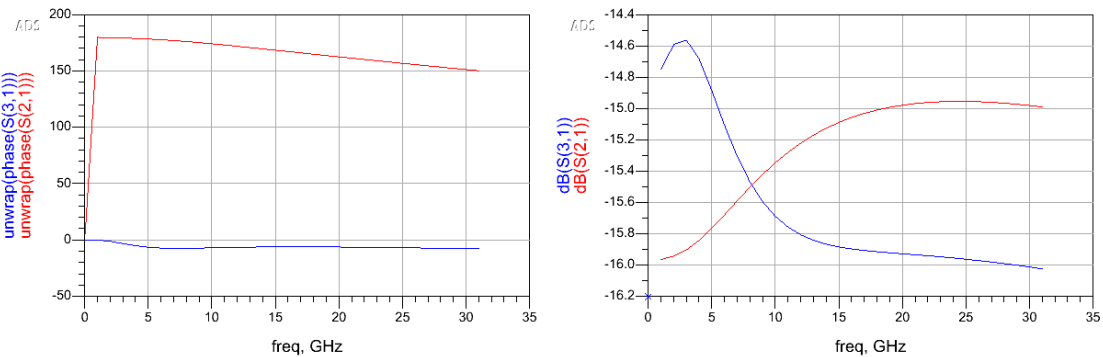 ADS
200
150
100
50
0
-50
0 5 10 15 20 25 30 35
freq, GHz
unwrap(phase(S(3,1)))
unwrap(phase(S(2,1)))
ADS
-14.4
-14.6
-14.8
-15.0
-15.2
-15.4
-15.6
-15.8
-16.0
-16.2
0 5 10 15 20 25 30 35
freq, GHz
dB(S(3,1))
dB(S(2,1))